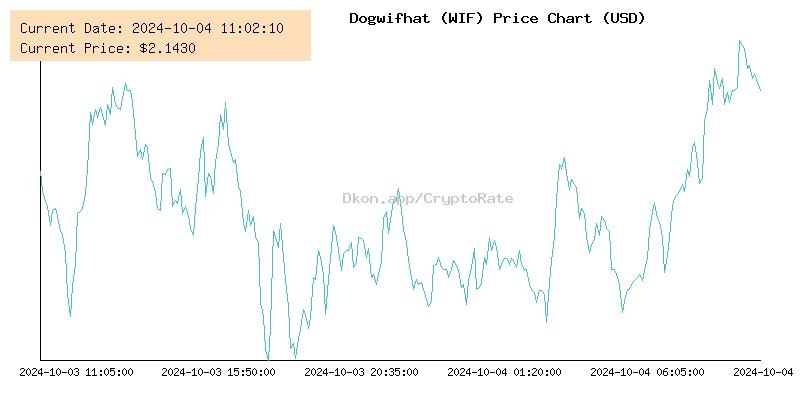 Dogwifhat (WIF) Price Chart (USD)
Current Date: 2024-10-04 11:02:10
Current Price: $2.1430
Dkon.app/CryptoRate
2024-10-03 11:05:00 2024-10-03 15:50:00 2024-10-03 20:35:00 2024-10-04 01:20:00 2024-10-04 06:05:00 2024-10-04